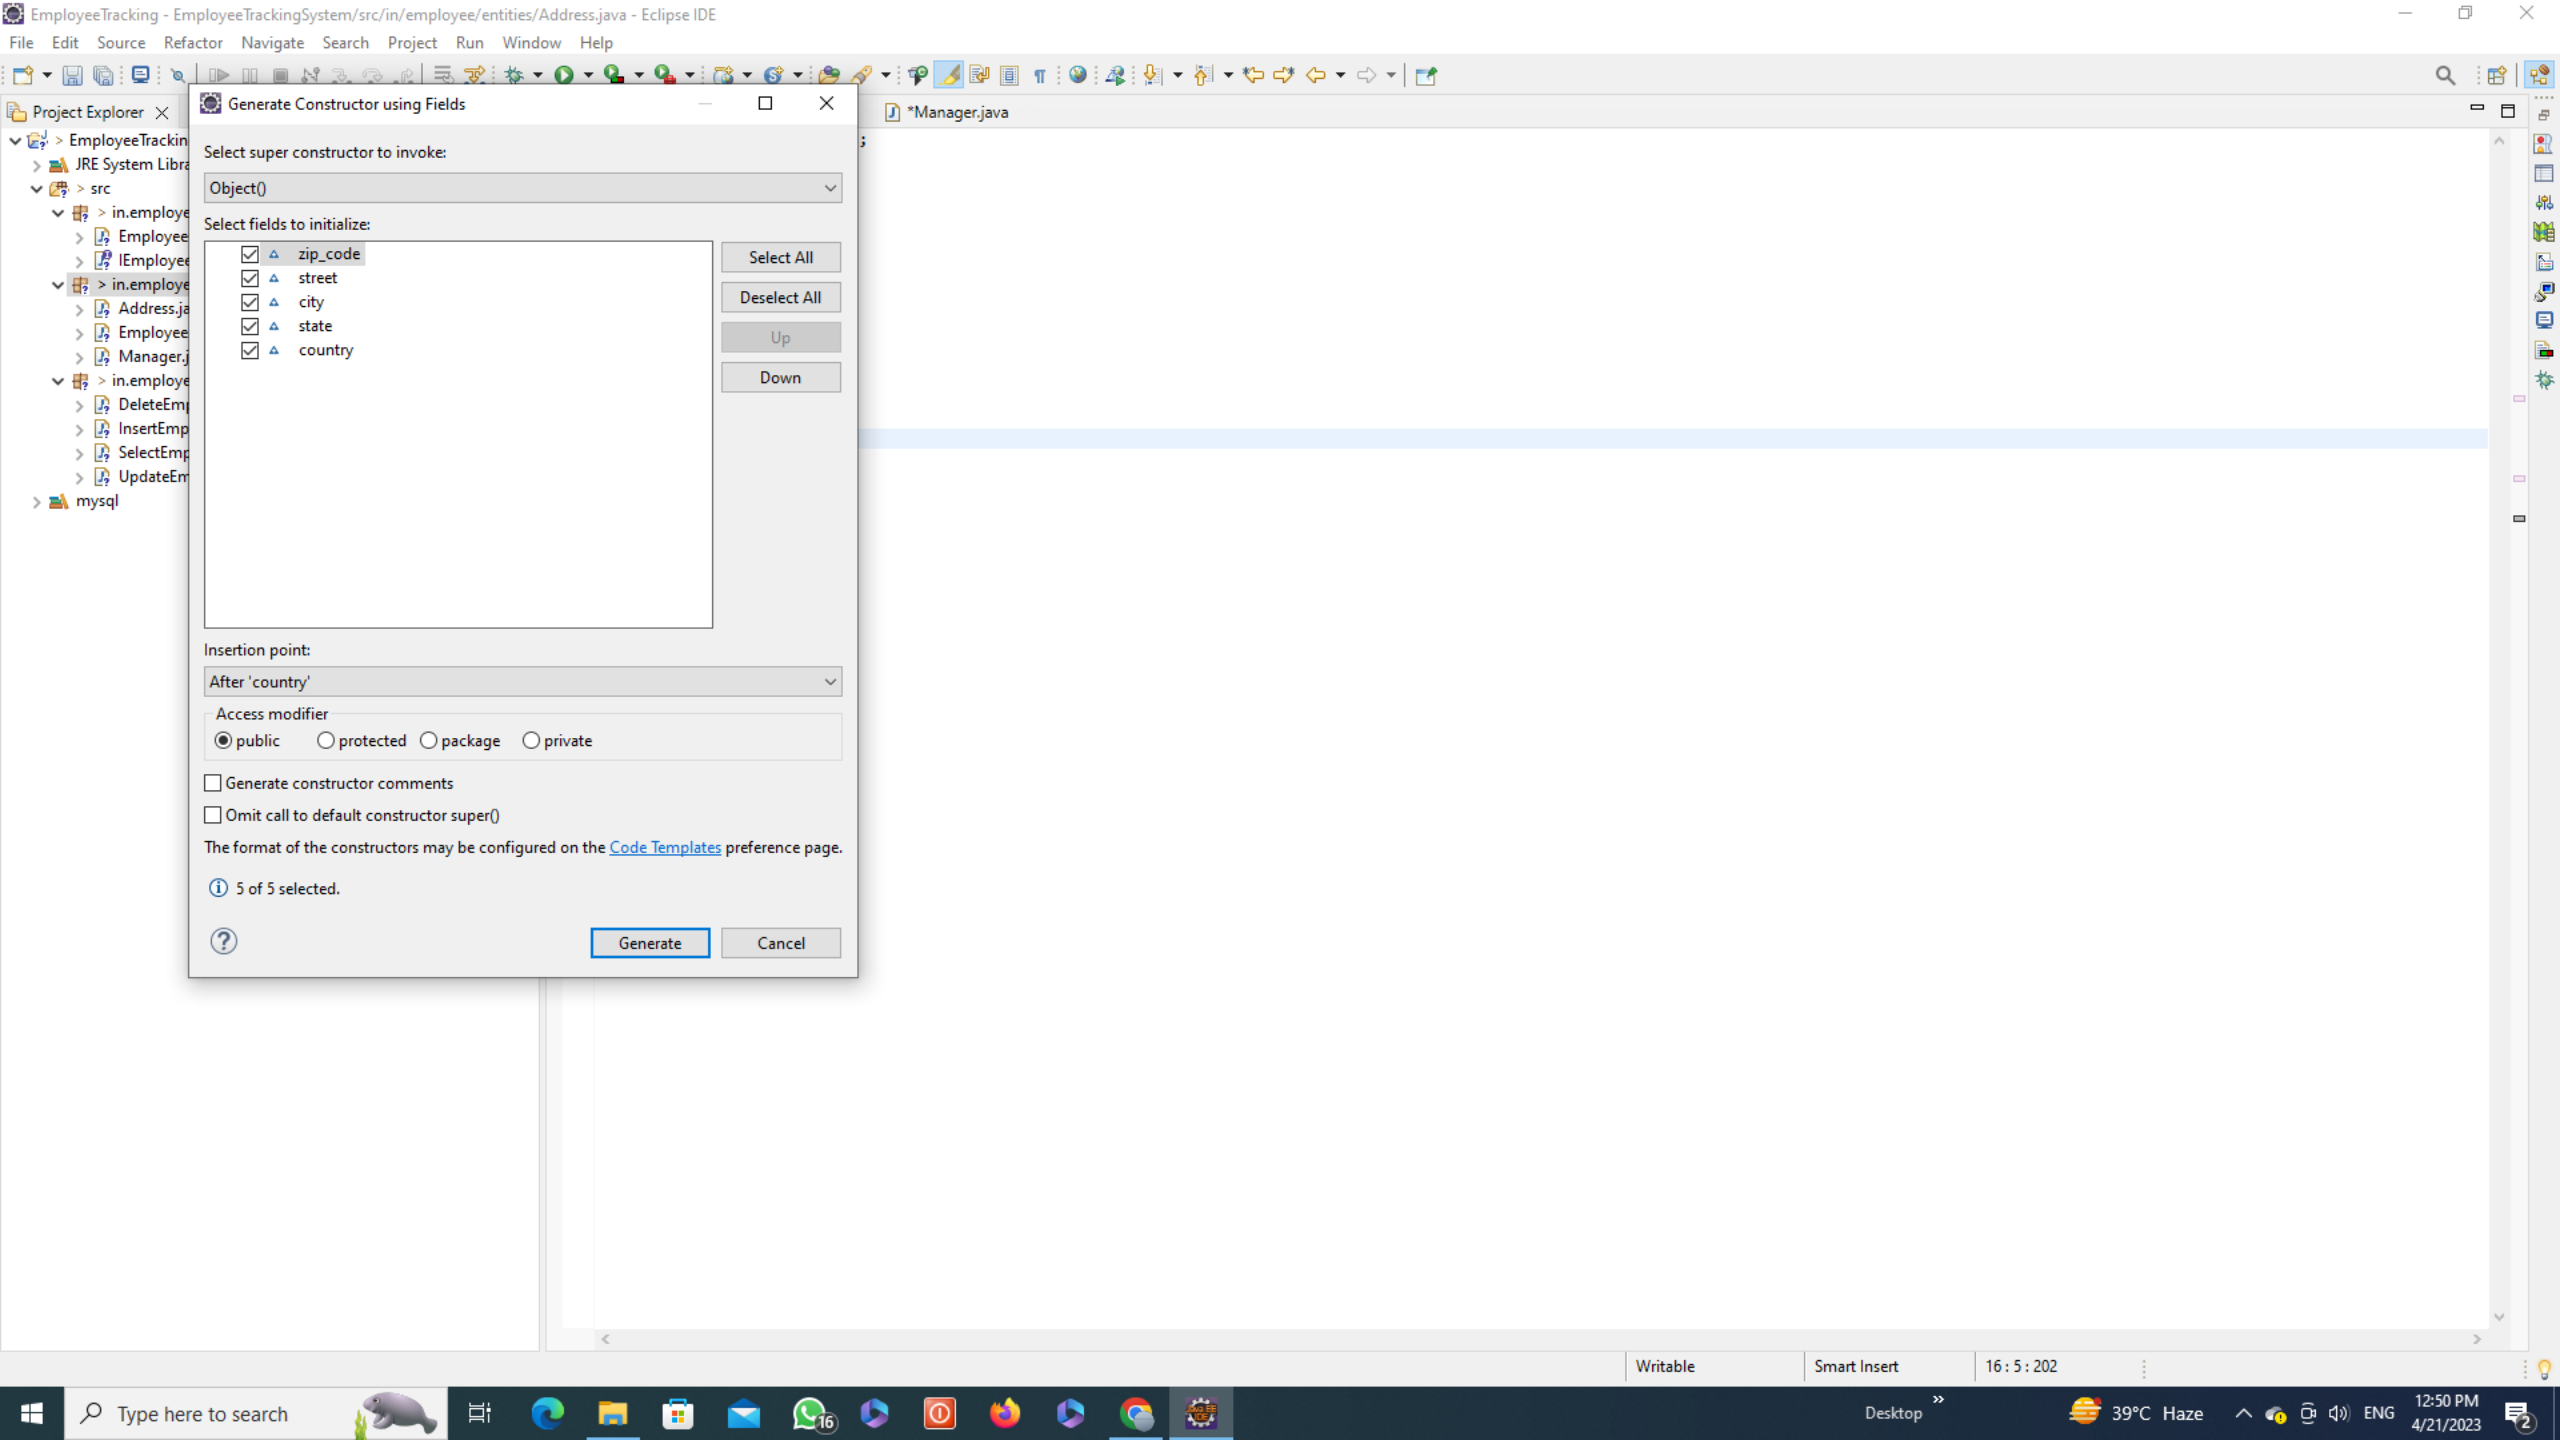 EmployeeTracking - EmployeeTrackingSystem/src/in/employee/entities/Address.java - Eclipse IDE
File Edit Source Refactor Navigate Search Project Run Window Help
Project Explorer
*Manager.java
> EmployeeTrackin
JRE System Libra
> src
> in.employe
Employee
IEmployee
> in.employe
Address.ja
Employee
Manager.j
> in.employe
DeleteEmp
InsertEmp
SelectEmp
UpdateEm
mysql
;
Generate Constructor using Fields
Select super constructor to invoke:
Object()
Select fields to initialize:
zip_code
street
city
state
country
Select All
Deselect All
Up
Down
Insertion point:
After 'country'
Access modifier
public protected package private
Generate constructor comments
Omit call to default constructor super()
The format of the constructors may be configured on the Code Templates preference page.
5 of 5 selected.
Generate Cancel
Writable Smart Insert 16 : 5 : 202
Type here to search
16
Desktop
39°C Haze
ENG
12:50 PM
4/21/2023
2